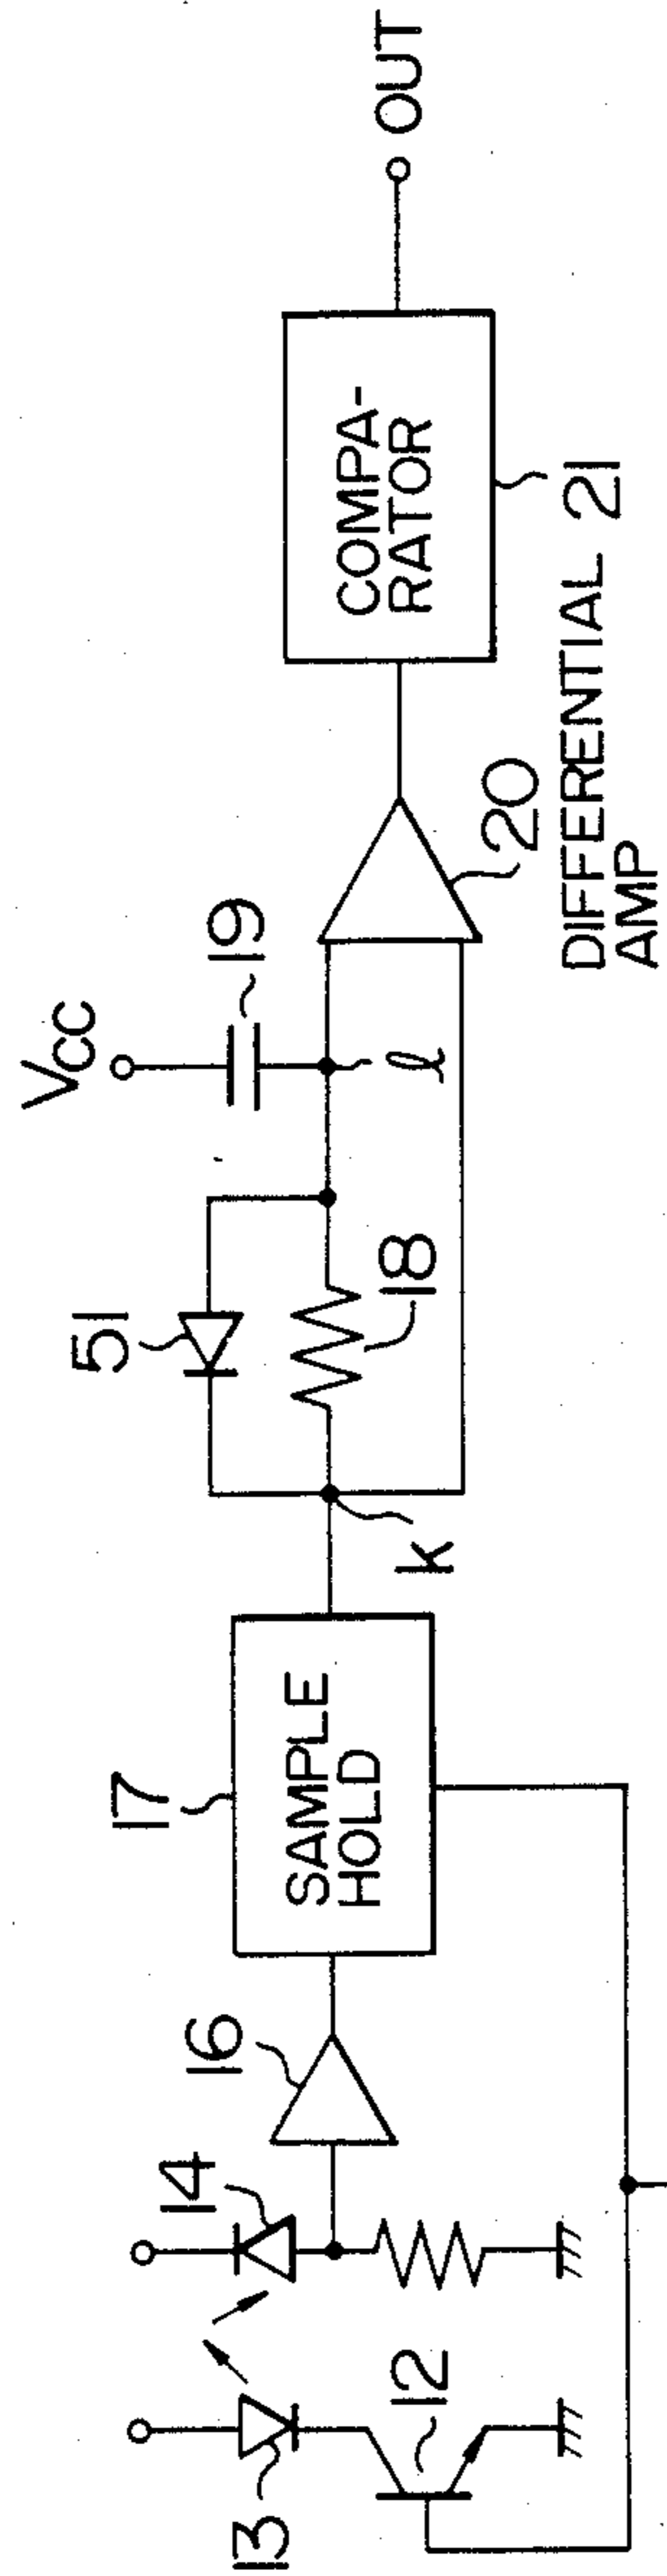 13
12
14
16
17
SAMPLE
HOLD
k
51
18
VCC
19
l
20
DIFFERENTIAL
AMP
COMPA-
RATOR
21
OUT